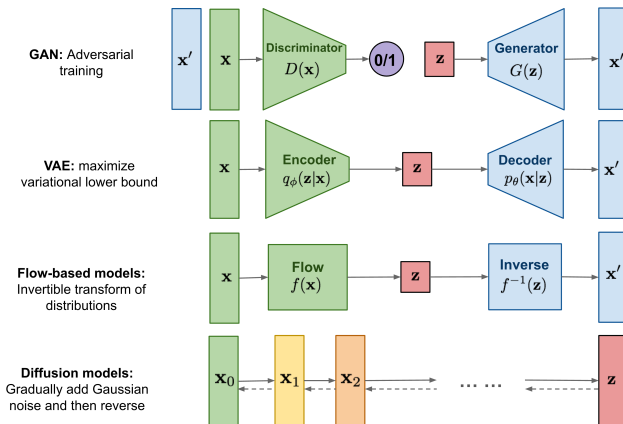 GAN: Adversarial
training
x′
x
Discriminator
D(x)
0/1
z
Generator
G(z)
x′
VAE: maximize
variational lower bound
x
Encoder
qϕ(z|x)
z
Decoder
pθ(x|z)
x′
Flow-based models:
Invertible transform of
distributions
x
Flow
f(x)
z
Inverse
f⁻¹(z)
x′
Diffusion models:
Gradually add Gaussian
noise and then reverse
x₀
x₁
x₂
... ...
z